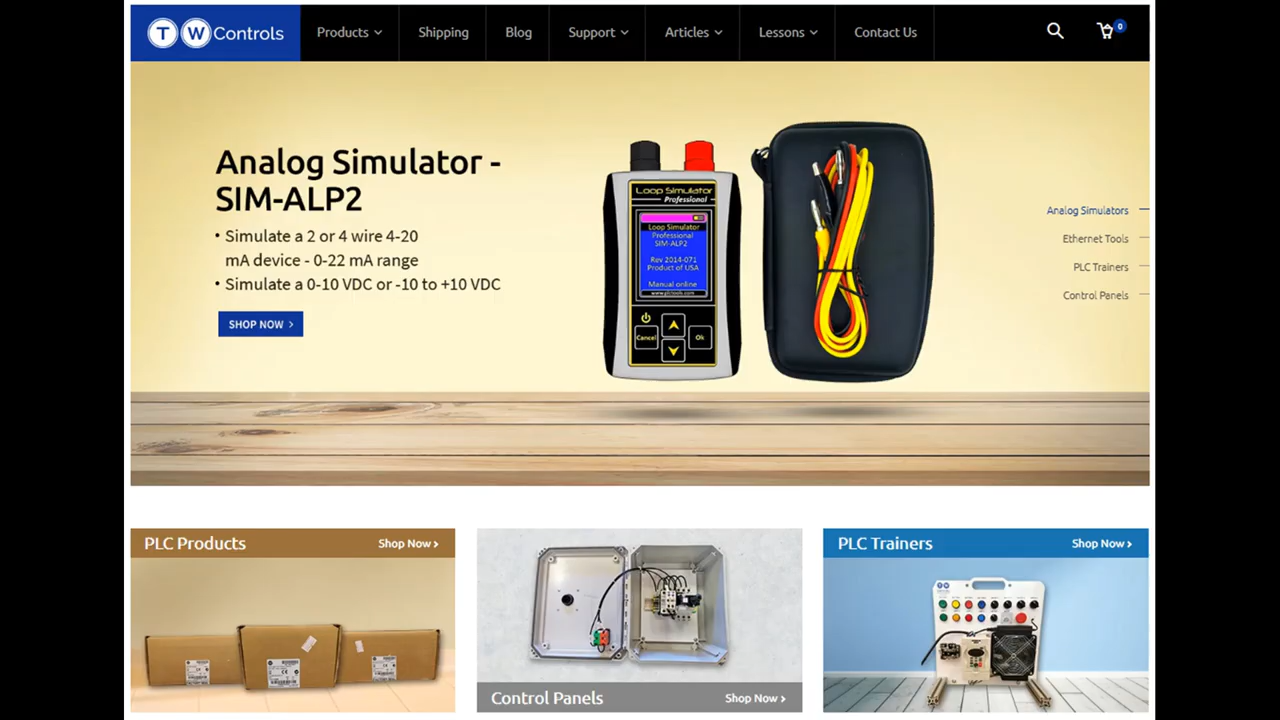 TW Controls
Products
Shipping
Blog
Support
Articles
Lessons
Contact Us
0
Analog Simulator -
SIM-ALP2
• Simulate a 2 or 4 wire 4-20
mA device - 0-22 mA range
• Simulate a 0-10 VDC or -10 to +10 VDC
SHOP NOW >
Loop Simulator
Professional
Loop Simulator
Professional
SIM-ALP2
Rev 2014-071
Product of USA
Manual online
www.plctools.com
Cancel
Ok
Analog Simulators
Ethernet Tools
PLC Trainers
Control Panels
PLC Products
Shop Now >
Control Panels
Shop Now >
PLC Trainers
Shop Now >